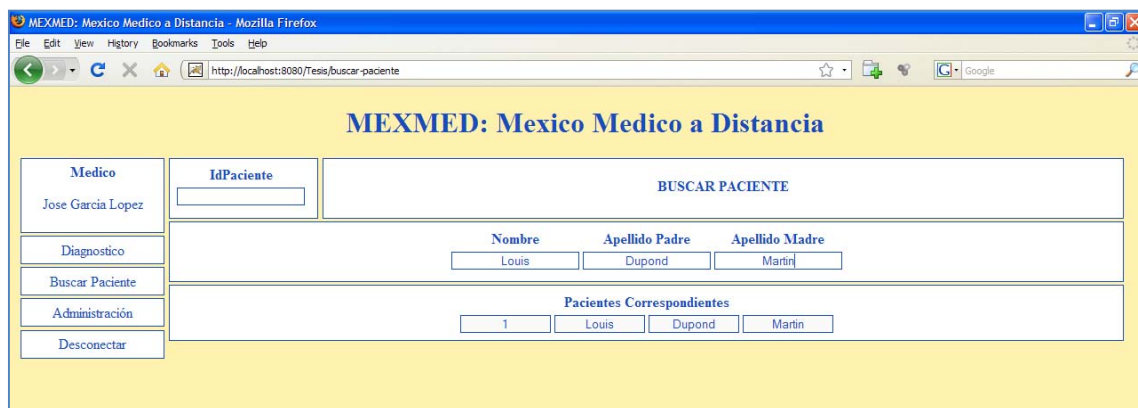 MEXMED: Mexico Medico a Distancia - Mozilla Firefox
File Edit View History Bookmarks Tools Help
http://localhost:8080/Tesis/buscar-paciente
Google
MEXMED: Mexico Medico a Distancia
Medico
Jose Garcia Lopez
Diagnostico
Buscar Paciente
Administración
Desconectar
IdPaciente
BUSCAR PACIENTE
Nombre Apellido Padre Apellido Madre
Louis Dupond Martin
Pacientes Correspondientes
1 Louis Dupond Martin